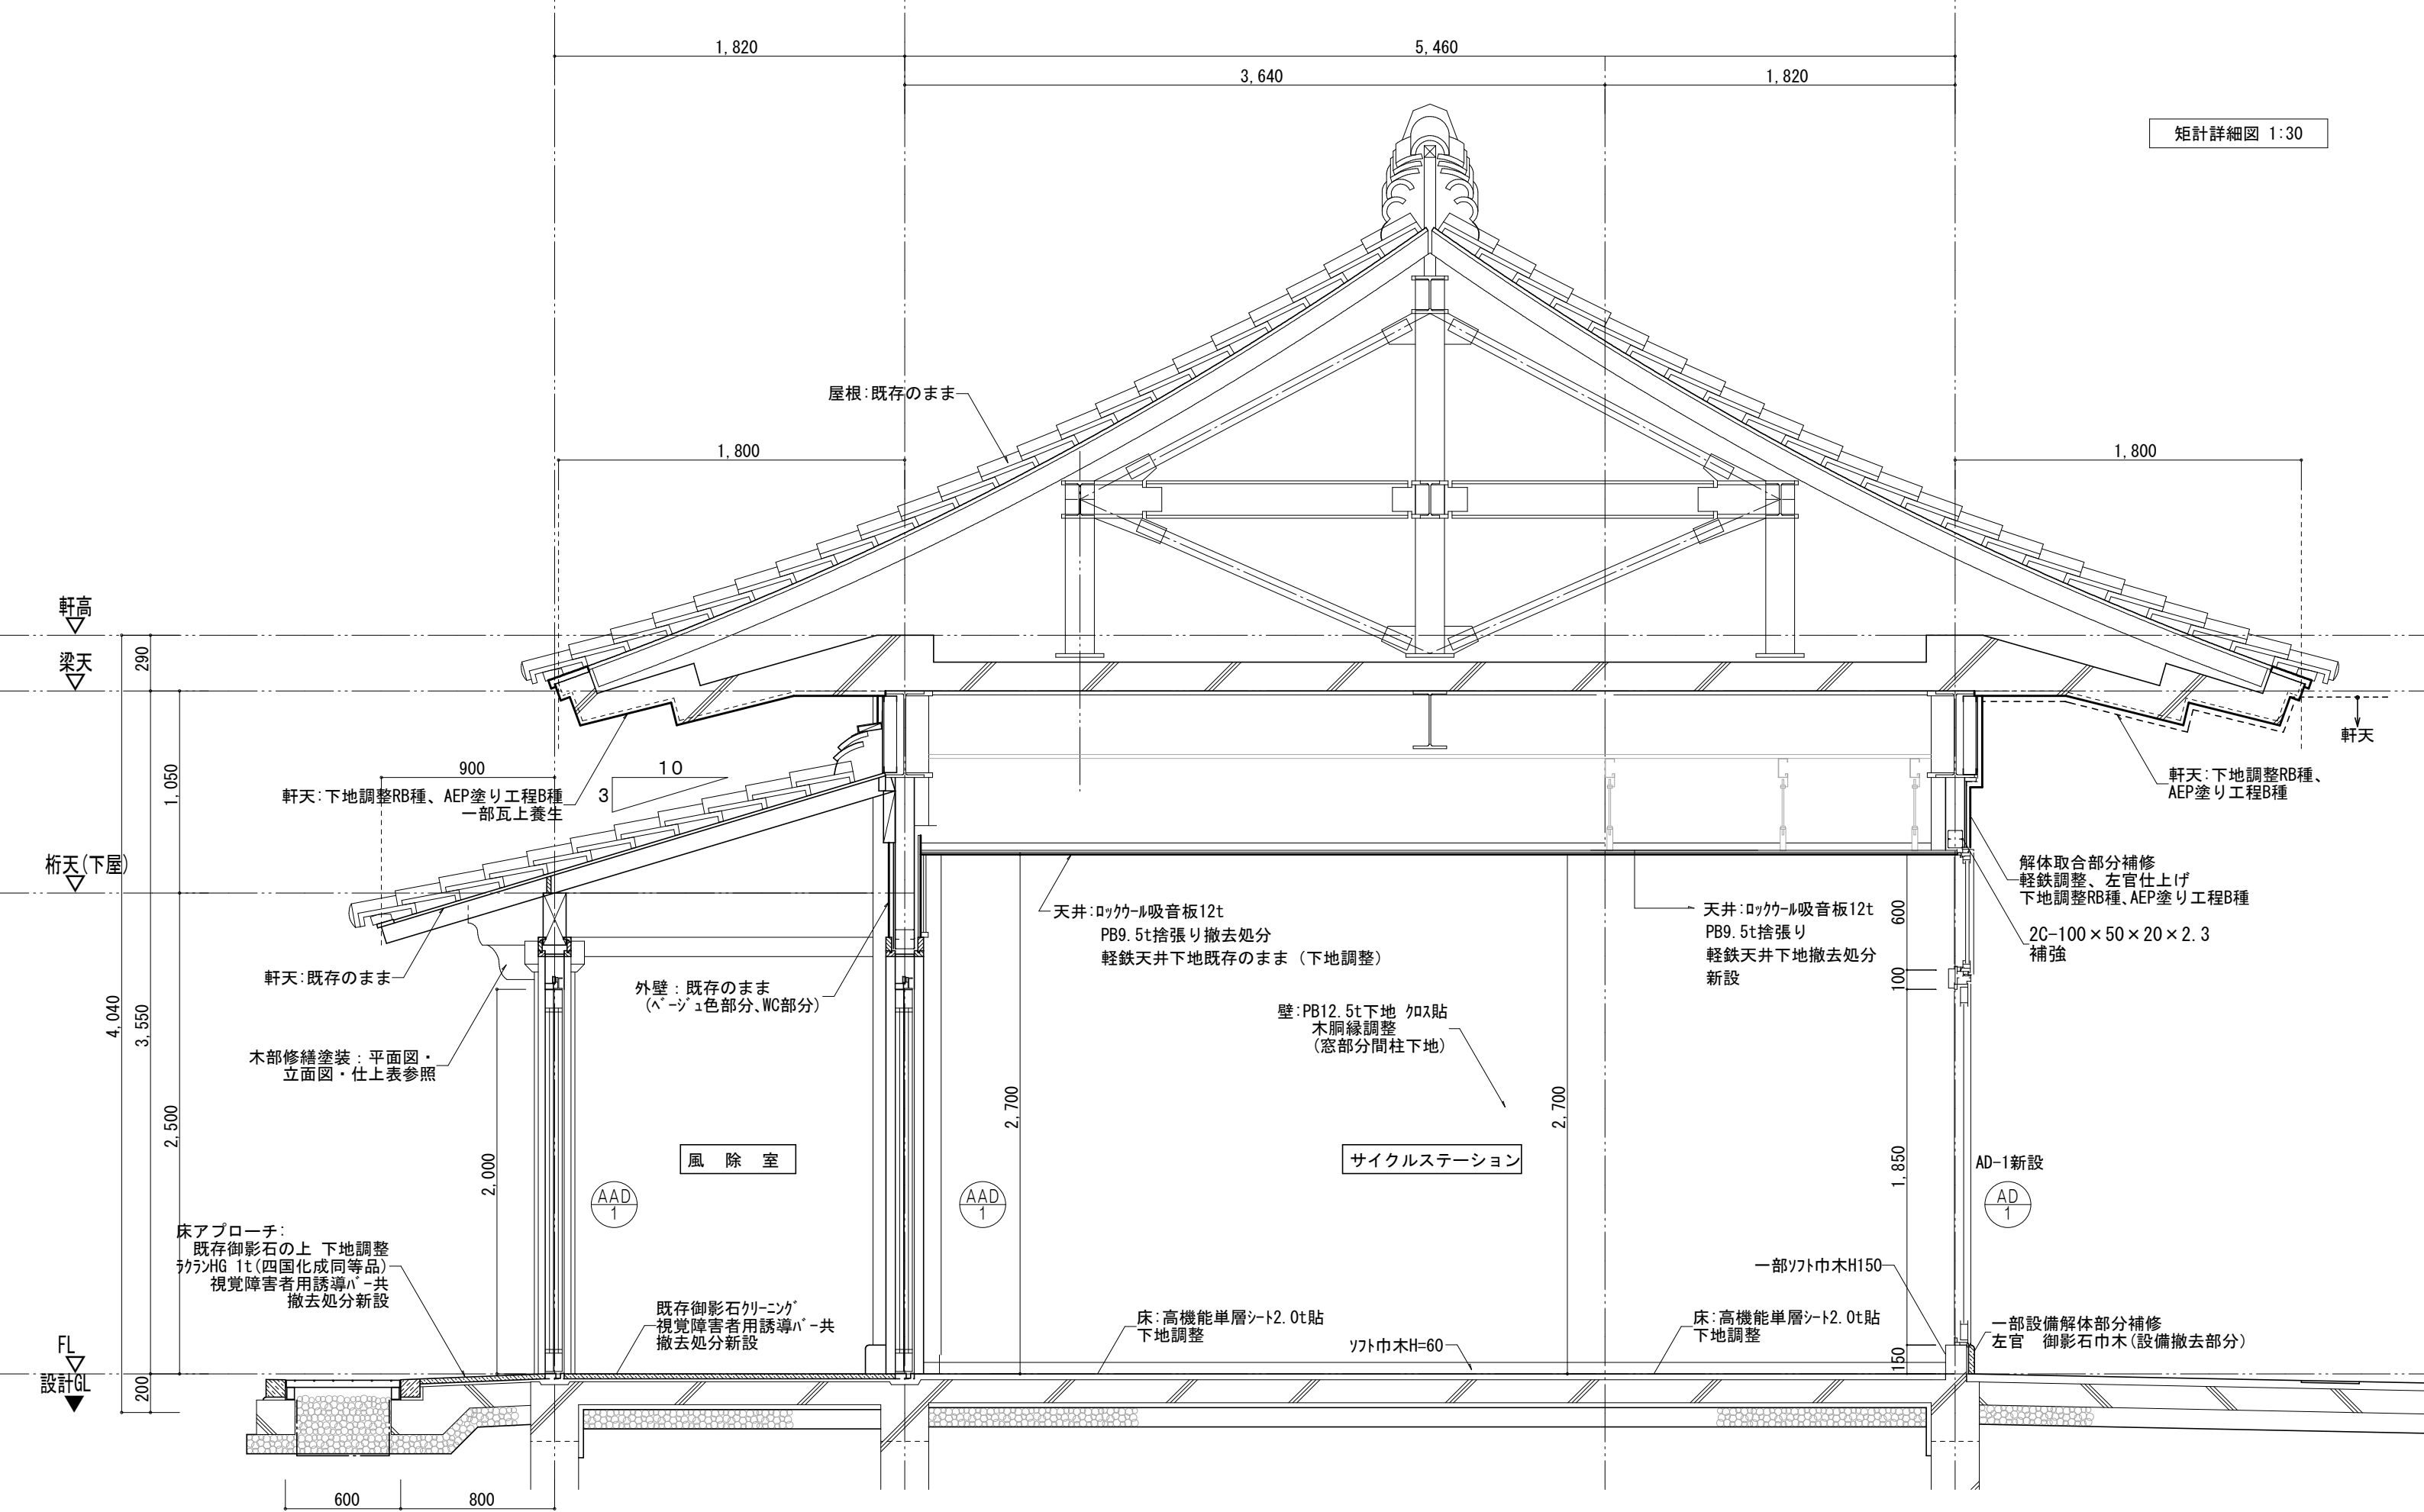 1,820
5,460
3,640
1,820
矩計詳細図 1:30
屋根:既存のまま
1,800
1,800
軒高
梁天
290
軒天
900
10
3
1,050
軒天:下地調整RB種、AEP塗り工程B種
一部瓦上養生
軒天:下地調整RB種、
AEP塗り工程B種
桁天(下屋)
解体取合部分補修
軽鉄調整、左官仕上げ
下地調整RB種、AEP塗り工程B種
天井:ロックウール吸音板12t
PB9.5t捨張り撤去処分
軽鉄天井下地既存のまま（下地調整）
天井:ロックウール吸音板12t
PB9.5t捨張り
軽鉄天井下地撤去処分
新設
600
2C-100×50×20×2.3
補強
軒天:既存のまま
外壁：既存のまま
(ベージュ色部分、WC部分)
100
4,040
3,550
壁:PB12.5t下地 クロス貼
木胴縁調整
(窓部分間柱下地)
木部修繕塗装：平面図・
立面図・仕上表参照
2,500
2,000
2,700
2,700
1,850
風 除 室
サイクルステーション
AD-1新設
AAD
1
AAD
1
AD
1
床アプローチ:
既存御影石の上 下地調整
ラクランHG 1t(四国化成同等品)
視覚障害者用誘導バー共
撤去処分新設
一部ソフト巾木H150
既存御影石クリーニング
視覚障害者用誘導バー共
撤去処分新設
床:高機能単層シート2.0t貼
下地調整
床:高機能単層シート2.0t貼
下地調整
ソフト巾木H=60
一部設備解体部分補修
左官　御影石巾木(設備撤去部分)
150
FL
設計GL
200
600
800